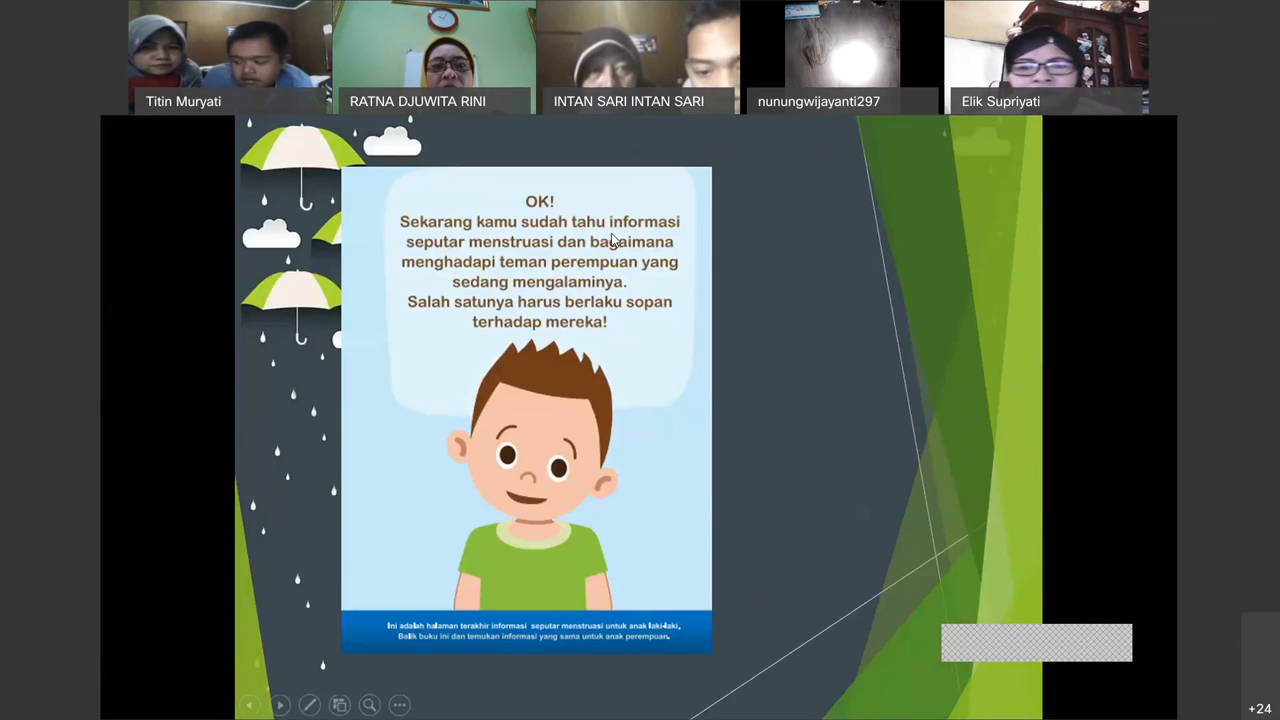 Titin Muryati
RATNA DJUWITA RINI
INTAN SARI INTAN SARI
nunungwijayanti297
Elik Supriyati
OK!
Sekarang kamu sudah tahu informasi
seputar menstruasi dan bagaimana
menghadapi teman perempuan yang
sedang mengalaminya.
Salah satunya harus berlaku sopan
terhadap mereka!
Ini adalah halaman terakhir informasi seputar menstruasi untuk anak laki-laki.
Balik buku ini dan temukan informasi yang sama untuk anak perempuan.
+24